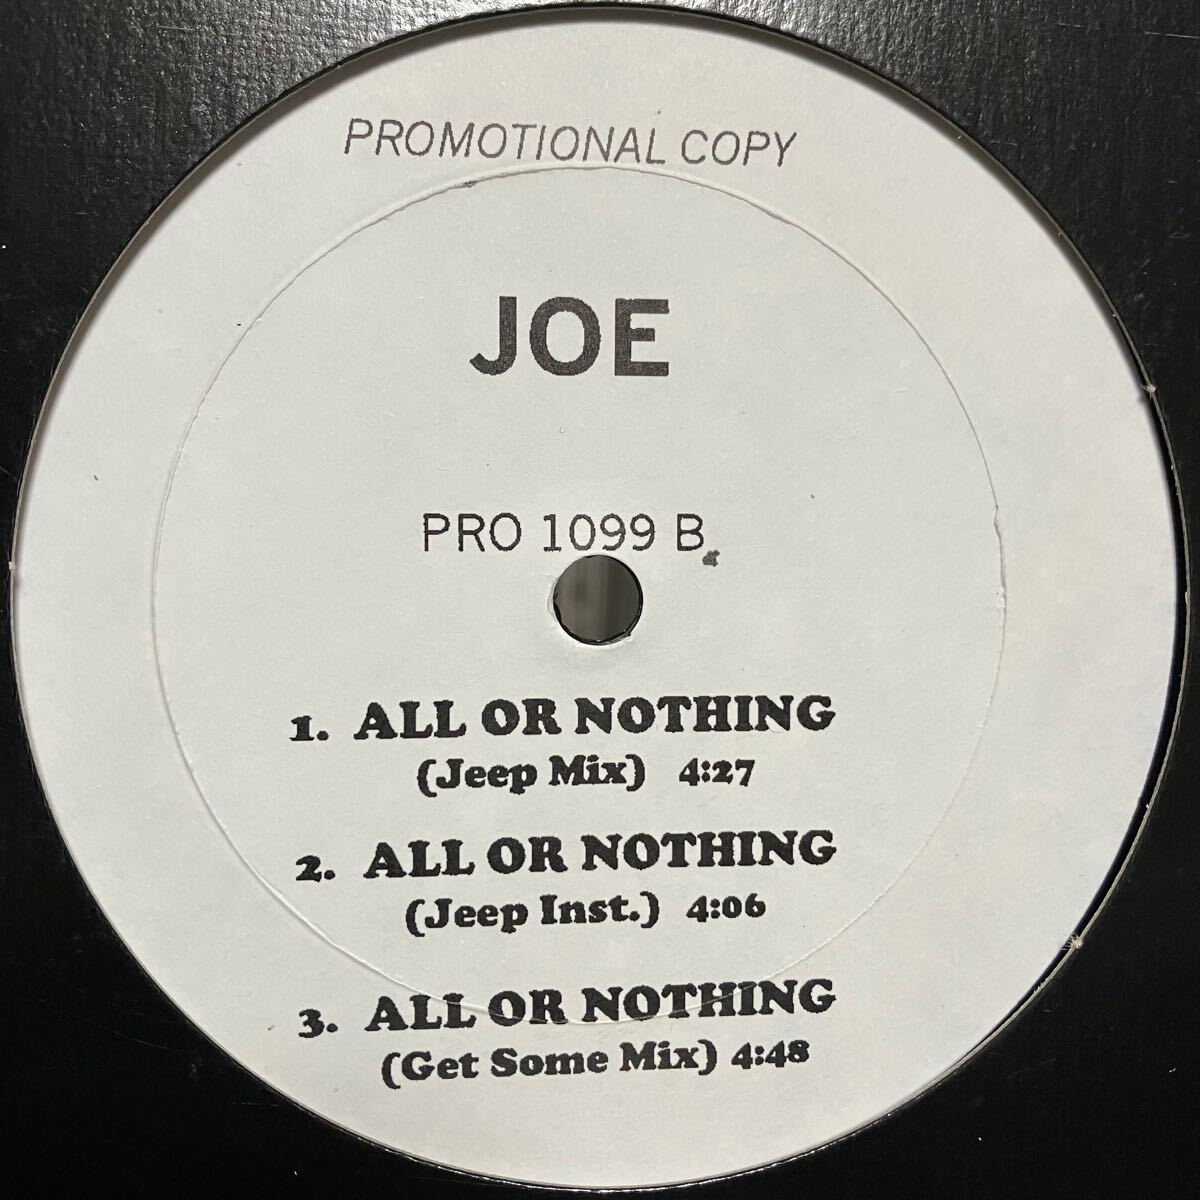 PROMOTIONAL COPY
JOE
PRO 1099 B
1. ALL OR NOTHING
(Jeep Mix) 4:27
2. ALL OR NOTHING
(Jeep Inst.) 4:06
3. ALL OR NOTHING
(Get Some Mix) 4:48